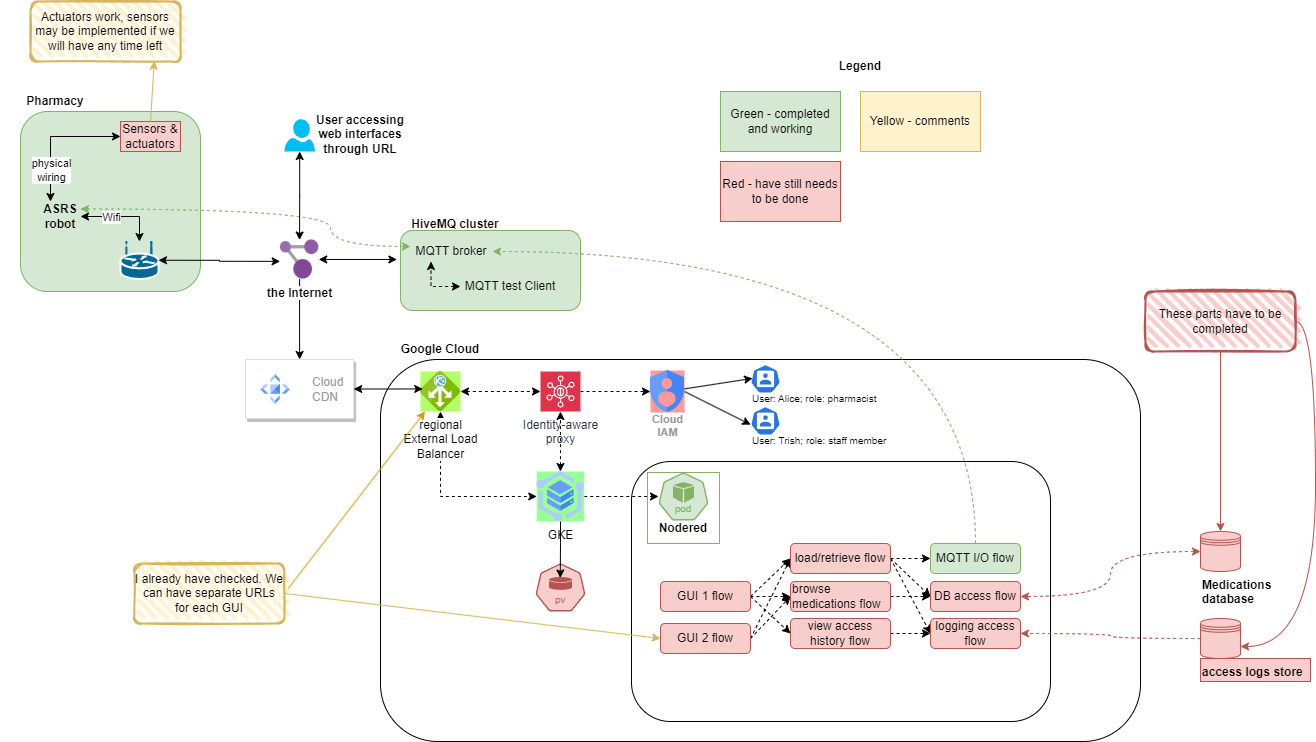 Actuators work, sensors
may be implemented if we
will have any time left
Legend
Pharmacy
Green - completed
and working
Yellow - comments
User accessing
web interfaces
through URL
Sensors &
actuators
physical
wiring
Red - have still needs
to be done
ASRS
robot
Wifi
HiveMQ cluster
MQTT broker
MQTT test Client
the Internet
These parts have to be
completed
Google Cloud
Cloud
CDN
regional
External Load
Balancer
Identity-aware
proxy
Cloud
IAM
User: Alice; role: pharmacist
User: Trish; role: staff member
pod
Nodered
GKE
load/retrieve flow
MQTT I/O flow
I already have checked. We
can have separate URLs
for each GUI
pv
GUI 1 flow
browse
medications flow
DB access flow
Medications
database
GUI 2 flow
view access
history flow
logging access
flow
access logs store